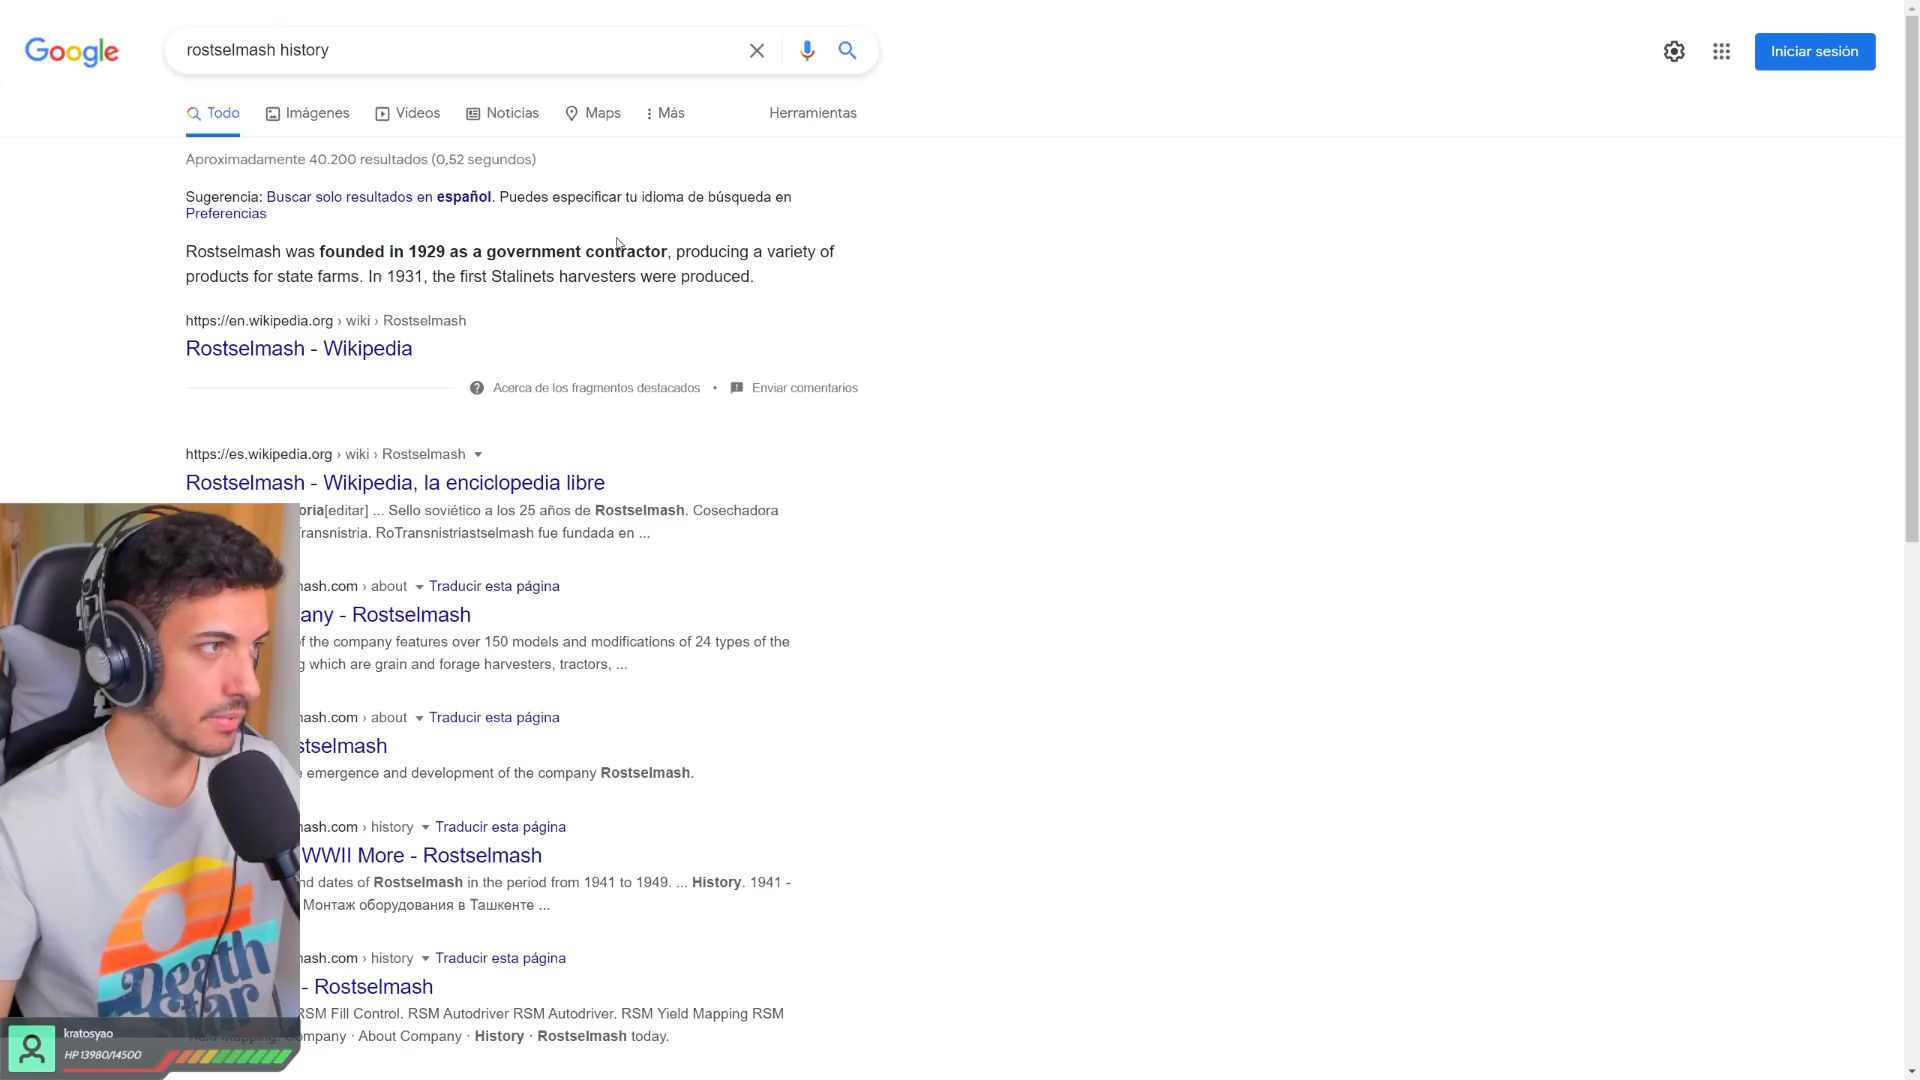 Google
rostselmash history
Iniciar sesión
Todo
Imágenes
Vídeos
Noticias
Maps
Más
Herramientas
Aproximadamente 40.200 resultados (0,52 segundos)
Sugerencia: Buscar solo resultados en español. Puedes especificar tu idioma de búsqueda en
Preferencias
Rostselmash was founded in 1929 as a government contractor, producing a variety of
products for state farms. In 1931, the first Stalinets harvesters were produced.
https://en.wikipedia.org › wiki › Rostselmash
Rostselmash - Wikipedia
Acerca de los fragmentos destacados • Enviar comentarios
https://es.wikipedia.org › wiki › Rostselmash
Rostselmash - Wikipedia, la enciclopedia libre
oria[editar] ... Sello soviético a los 25 años de Rostselmash. Cosechadora
ransnistria. RoTransnistriastselmash fue fundada en ...
ash.com › about Traducir esta página
any - Rostselmash
f the company features over 150 models and modifications of 24 types of the
g which are grain and forage harvesters, tractors, ...
ash.com › about Traducir esta página
stselmash
e emergence and development of the company Rostselmash.
ash.com › history Traducir esta página
WWII More - Rostselmash
nd dates of Rostselmash in the period from 1941 to 1949. ... History. 1941 -
Монтаж оборудования в Ташкенте ...
ash.com › history Traducir esta página
- Rostselmash
RSM Fill Control. RSM Autodriver RSM Autodriver. RSM Yield Mapping RSM
Yield Mapping. Company · About Company · History · Rostselmash today.
Death
Star
kratosyao
HP 13980/14500